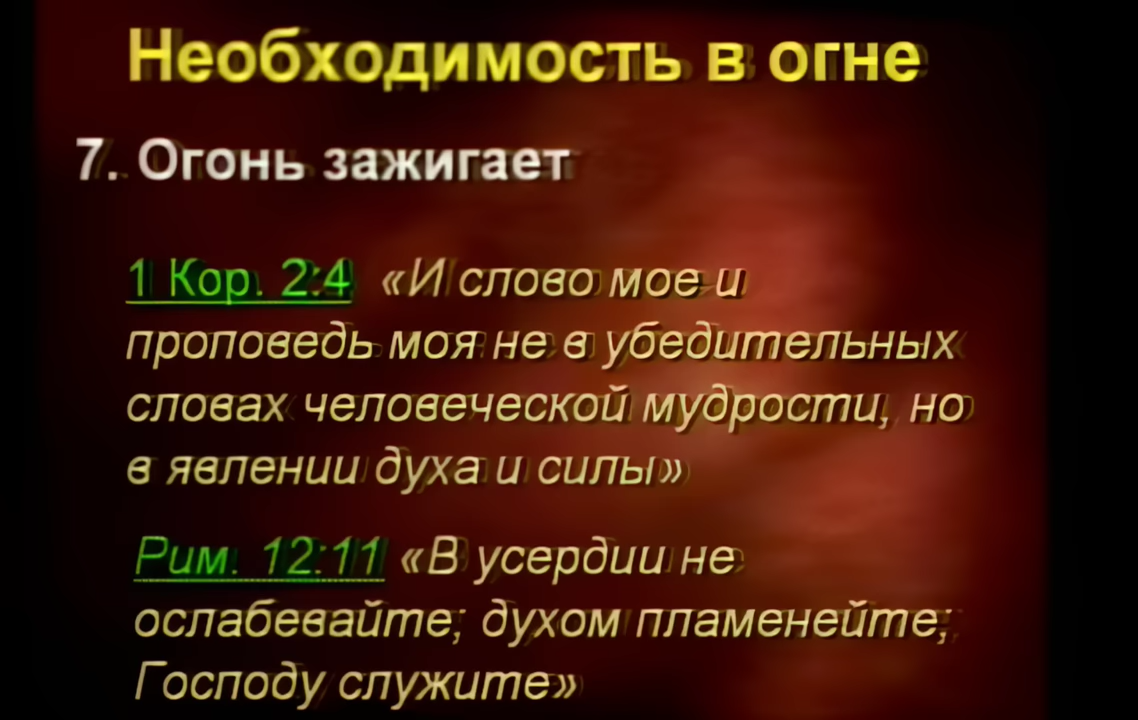 Необходимость в огне
7. Огонь зажигает
1 Кор. 2:4 «И слово мое и
проповедь моя не в убедительных
словах человеческой мудрости, но
в явлении духа и силы»
Рим. 12:11 «В усердии не
ослабевайте; духом пламенейте;
Господу служите»